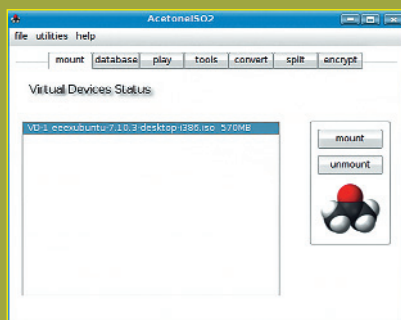 AcetoneISO2
file utilities help
mount database play tools convert split encrypt
Virtual Devices Status
VD-1 eeexubuntu-7.10.3-desktop-i386.iso 570MB
mount
unmount